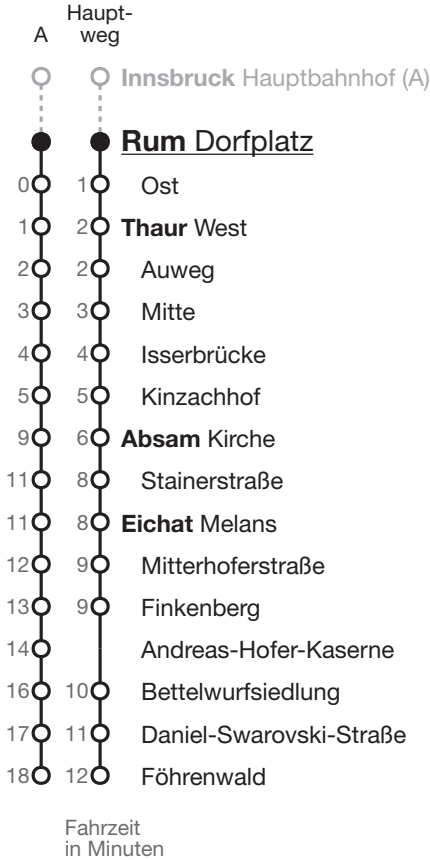 Haupt-
A weg
Innsbruck Hauptbahnhof (A)
Rum Dorfplatz
0 1 Ost
1 2 Thaur West
2 2 Auweg
3 3 Mitte
4 4 Isserbrücke
5 5 Kinzachhof
9 6 Absam Kirche
11 8 Stainerstraße
11 8 Eichat Melans
12 9 Mitterhoferstraße
13 9 Finkenberg
14 Andreas-Hofer-Kaserne
16 10 Bettelwurfsiedlung
17 11 Daniel-Swarovski-Straße
18 12 Föhrenwald
Fahrzeit
in Minuten